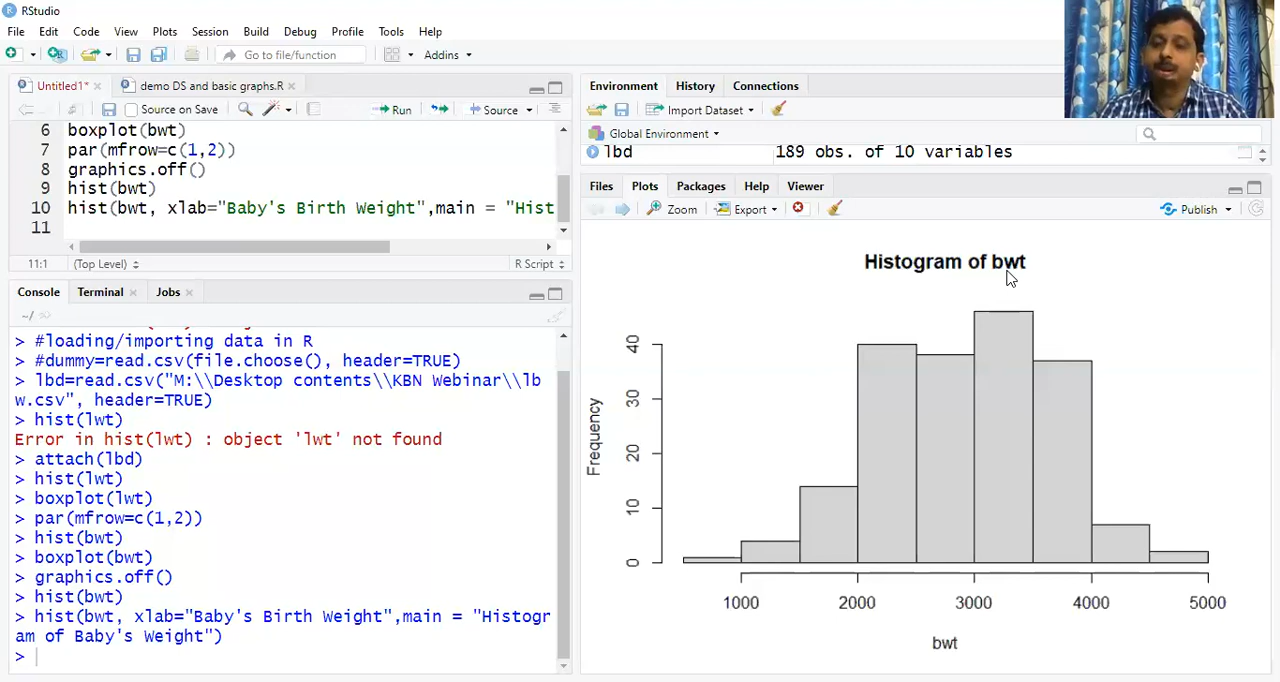 RStudio
File Edit Code View Plots Session Build Debug Profile Tools Help
Go to file/function Addins
Untitled1* demo DS and basic graphs.R
Source on Save Run Source
6 boxplot(bwt)
7 par(mfrow=c(1,2))
8 graphics.off()
9 hist(bwt)
10 hist(bwt, xlab="Baby's Birth Weight",main = "Hist
11
11:1 (Top Level) R Script
Console Terminal Jobs
~/
> #loading/importing data in R
> #dummy=read.csv(file.choose(), header=TRUE)
> lbd=read.csv("M:\\Desktop contents\\KBN Webinar\\lb
w.csv", header=TRUE)
> hist(lwt)
Error in hist(lwt) : object 'lwt' not found
> attach(lbd)
> hist(lwt)
> boxplot(lwt)
> par(mfrow=c(1,2))
> hist(bwt)
> boxplot(bwt)
> graphics.off()
> hist(bwt)
> hist(bwt, xlab="Baby's Birth Weight",main = "Histogr
am of Baby's Weight")
>
Environment History Connections
Import Dataset
Global Environment
lbd 189 obs. of 10 variables
Files Plots Packages Help Viewer
Zoom Export Publish
Histogram of bwt
Frequency
40
30
20
10
0
1000 2000 3000 4000 5000
bwt